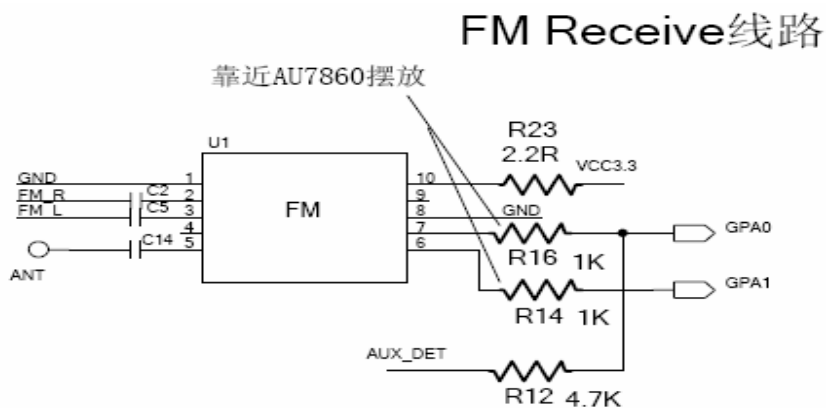 FM Receive线路
靠近AU7860摆放
U1
R23
2.2R
VCC3.3
GND
1
10
FM_R
C2
2
9
FM_L
C5
3
FM
8
GND
4
7
GPA0
C14
5
6
R16
1K
ANT
GPA1
R14
1K
AUX_DET
R12
4.7K